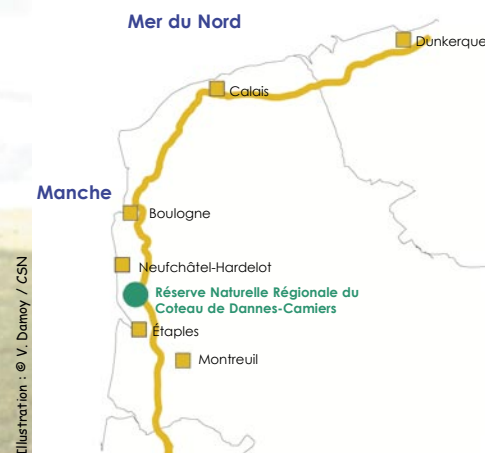 Mer du Nord
Dunkerque
Calais
Manche
Boulogne
Neufchâtel-Hardelot
Réserve Naturelle Régionale du
Coteau de Dannes-Camiers
Étaples
Montreuil
Illustration : © V. Damoy / CSN